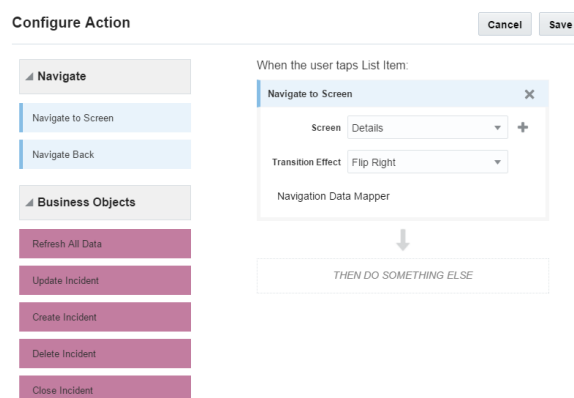 Configure Action
Cancel
Save
Navigate
Navigate to Screen
Navigate Back
Business Objects
Refresh All Data
Update Incident
Create Incident
Delete Incident
Close Incident
When the user taps List Item:
Navigate to Screen
Screen Details
Transition Effect Flip Right
Navigation Data Mapper
THEN DO SOMETHING ELSE